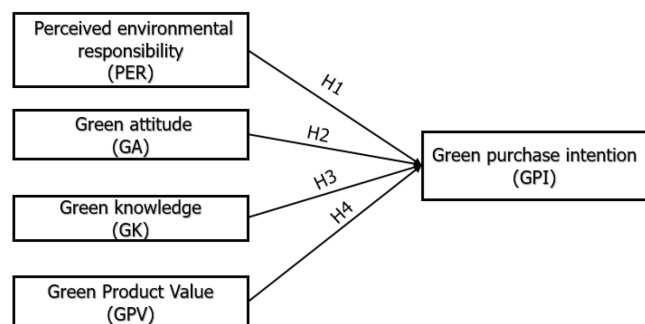 Perceived environmental
responsibility
(PER)
H1
Green attitude
(GA)
H2
Green purchase intention
(GPI)
H3
Green knowledge
(GK)
H4
Green Product Value
(GPV)